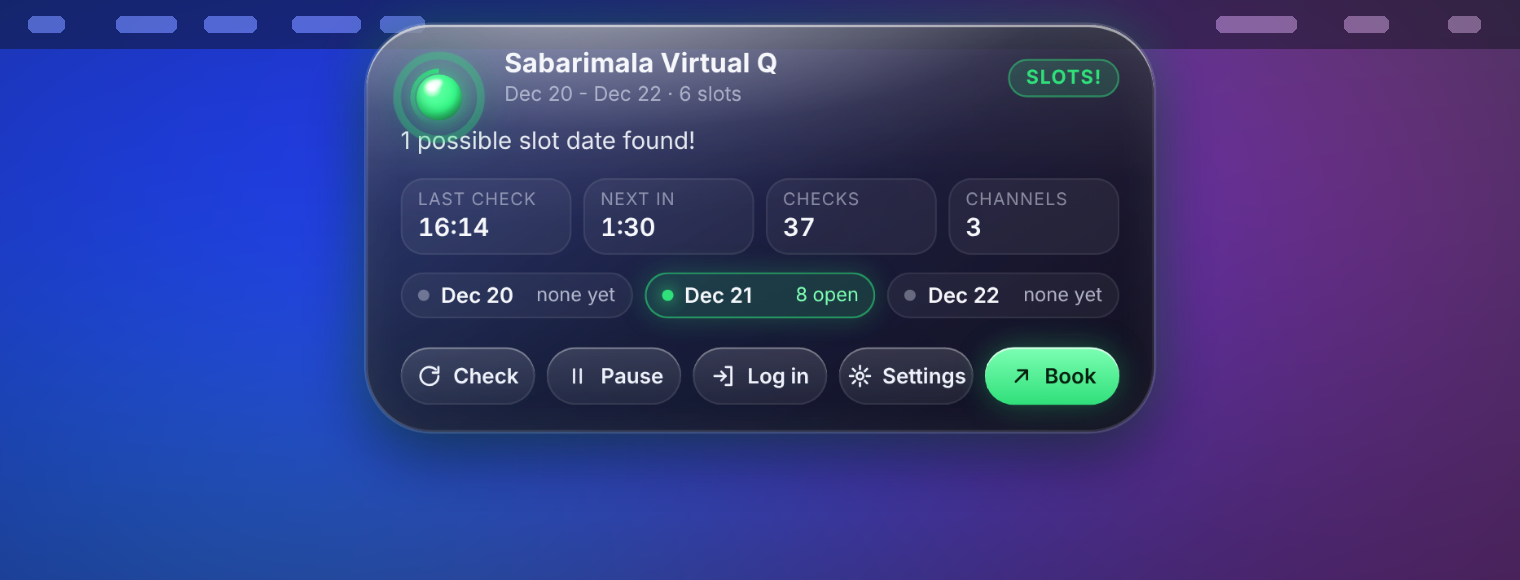 Sabarimala Virtual Q
SLOTS!
Dec 20 - Dec 22 · 6 slots
1 possible slot date found!
LAST CHECK
16:14
NEXT IN
1:30
CHECKS
37
CHANNELS
3
Dec 20 none yet
Dec 21 8 open
Dec 22 none yet
Check
Pause
Log in
Settings
Book